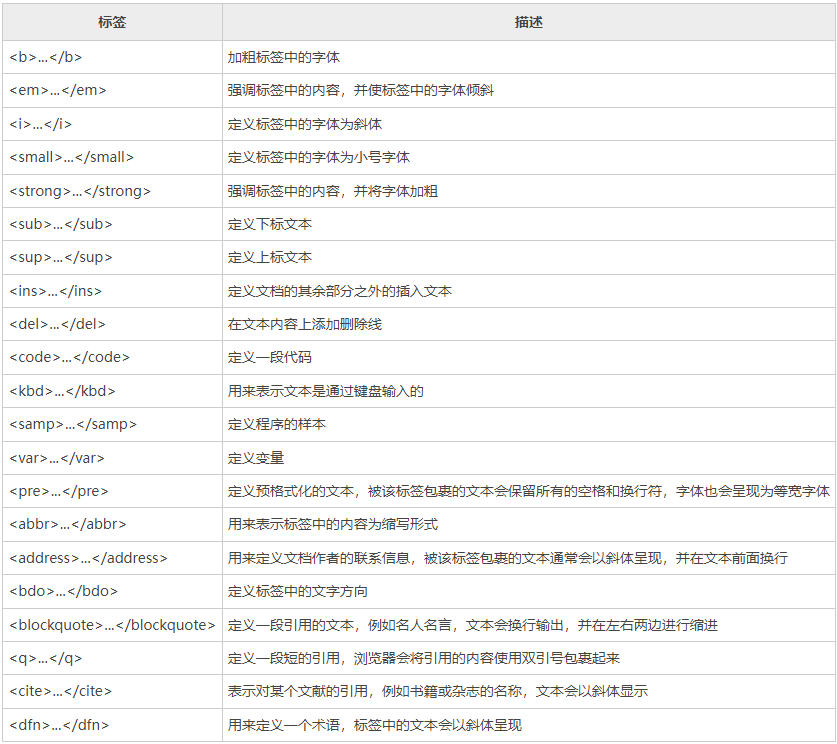 标签 描述
<b>…</b> 加粗标签中的字体
<em>…</em> 强调标签中的内容，并使标签中的字体倾斜
<i>…</i> 定义标签中的字体为斜体
<small>…</small> 定义标签中的字体为小号字体
<strong>…</strong> 强调标签中的内容，并将字体加粗
<sub>…</sub> 定义下标文本
<sup>…</sup> 定义上标文本
<ins>…</ins> 定义文档的其余部分之外的插入文本
<del>…</del> 在文本内容上添加删除线
<code>…</code> 定义一段代码
<kbd>…</kbd> 用来表示文本是通过键盘输入的
<samp>…</samp> 定义程序的样本
<var>…</var> 定义变量
<pre>…</pre> 定义预格式化的文本，被该标签包裹的文本会保留所有的空格和换行符，字体也会呈现为等宽字体
<abbr>…</abbr> 用来表示标签中的内容为缩写形式
<address>…</address> 用来定义文档作者的联系信息，被该标签包裹的文本通常会以斜体呈现，并在文本前面换行
<bdo>…</bdo> 定义标签中的文字方向
<blockquote>…</blockquote> 定义一段引用的文本，例如名人名言，文本会换行输出，并在左右两边进行缩进
<q>…</q> 定义一段短的引用，浏览器会将引用的内容使用双引号包裹起来
<cite>…</cite> 表示对某个文献的引用，例如书籍或杂志的名称，文本会以斜体显示
<dfn>…</dfn> 用来定义一个术语，标签中的文本会以斜体呈现